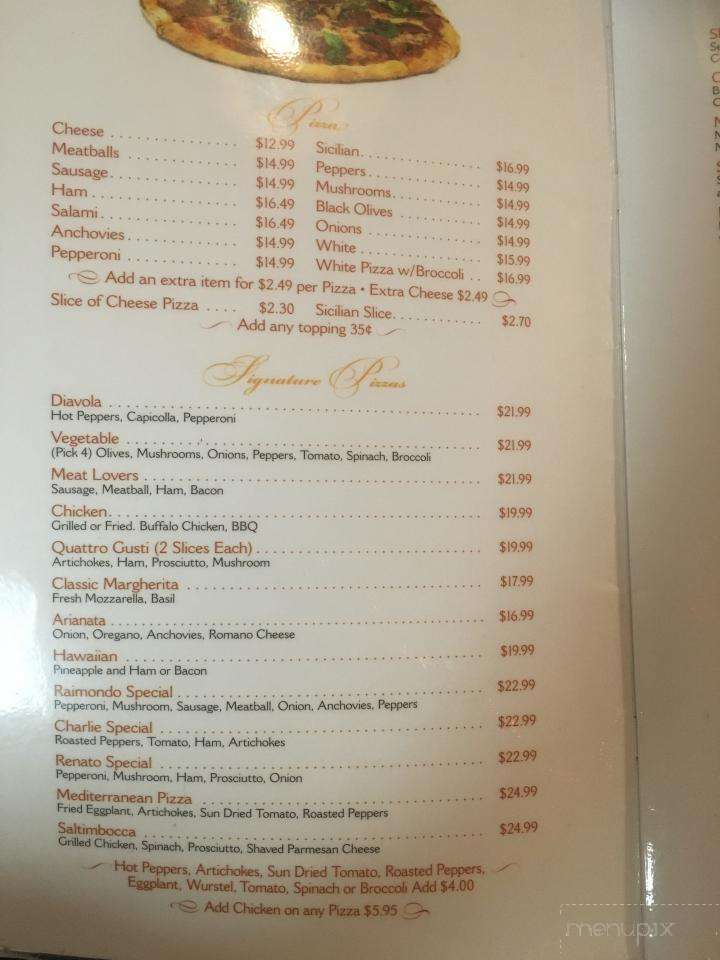 Pizza
Cheese . . . . . . . . . . . . $12.99 Sicilian. . . . . . . . . . . . . . . $16.99
Meatballs . . . . . . . . . . . $14.99 Peppers. . . . . . . . . . . . . . $14.99
Sausage. . . . . . . . . . . . $14.99 Mushrooms. . . . . . . . . . . $14.99
Ham . . . . . . . . . . . . . . $16.49 Black Olives . . . . . . . . . . $14.99
Salami. . . . . . . . . . . . . $16.49 Onions . . . . . . . . . . . . . $14.99
Anchovies. . . . . . . . . . . $14.99 White . . . . . . . . . . . . . . $15.99
Pepperoni . . . . . . . . . . $14.99 White Pizza w/Broccoli . . $16.99
Add an extra item for $2.49 per Pizza • Extra Cheese $2.49
Slice of Cheese Pizza . . . . $2.30 Sicilian Slice. . . . . . . . . . . $2.70
Add any topping 35¢
Signature Pizzas
Diavola . . . . . . . . . . $21.99
Hot Peppers, Capicolla, Pepperoni
Vegetable . . . . . . . . . . $21.99
(Pick 4) Olives, Mushrooms, Onions, Peppers, Tomato, Spinach, Broccoli
Meat Lovers . . . . . . . . . . $21.99
Sausage, Meatball, Ham, Bacon
Chicken. . . . . . . . . . $19.99
Grilled or Fried. Buffalo Chicken, BBQ
Quattro Gusti (2 Slices Each) . . . . . . . . . . $19.99
Artichokes, Ham, Prosciutto, Mushroom
Classic Margherita . . . . . . . . . . $17.99
Fresh Mozzarella, Basil
Arianata . . . . . . . . . . $16.99
Onion, Oregano, Anchovies, Romano Cheese
Hawaiian . . . . . . . . . . $19.99
Pineapple and Ham or Bacon
Raimondo Special . . . . . . . . . . $22.99
Pepperoni, Mushroom, Sausage, Meatball, Onion, Anchovies, Peppers
Charlie Special . . . . . . . . . . $22.99
Roasted Peppers, Tomato, Ham, Artichokes
Renato Special . . . . . . . . . . $22.99
Pepperoni, Mushroom, Ham, Prosciutto, Onion
Mediterranean Pizza . . . . . . . . . . $24.99
Fried Eggplant, Artichokes, Sun Dried Tomato, Roasted Peppers
Saltimbocca . . . . . . . . . . $24.99
Grilled Chicken, Spinach, Prosciutto, Shaved Parmesan Cheese
Hot Peppers, Artichokes, Sun Dried Tomato, Roasted Peppers,
Eggplant, Wurstel, Tomato, Spinach or Broccoli Add $4.00
Add Chicken on any Pizza $5.95
menupix